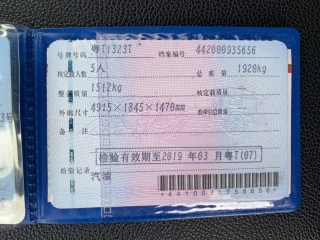 号牌号码 粤T1323T 档案编号 442000935656
核定载人数 5人 总质量 1920kg
整备质量 1512kg 核定载质量
外廓尺寸 4915×1845×1470mm 准牵引总质量
备注
检验有效期至2019年03月粤T(07)
检验记录
汽油